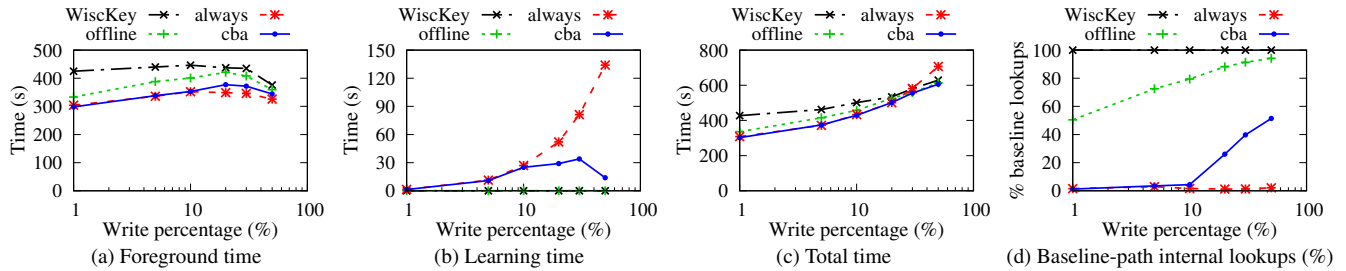 WiscKey always
offline cba
500
400
300
200
100
0
Time (s)
1 10 100
Write percentage (%)
(a) Foreground time
WiscKey always
offline cba
150
120
90
60
30
0
Time (s)
1 10 100
Write percentage (%)
(b) Learning time
WiscKey always
offline cba
800
600
400
200
0
Time (s)
1 10 100
Write percentage (%)
(c) Total time
WiscKey always
offline cba
100
80
60
40
20
0
% baseline lookups
1 10 100
Write percentage (%)
(d) Baseline-path internal lookups (%)